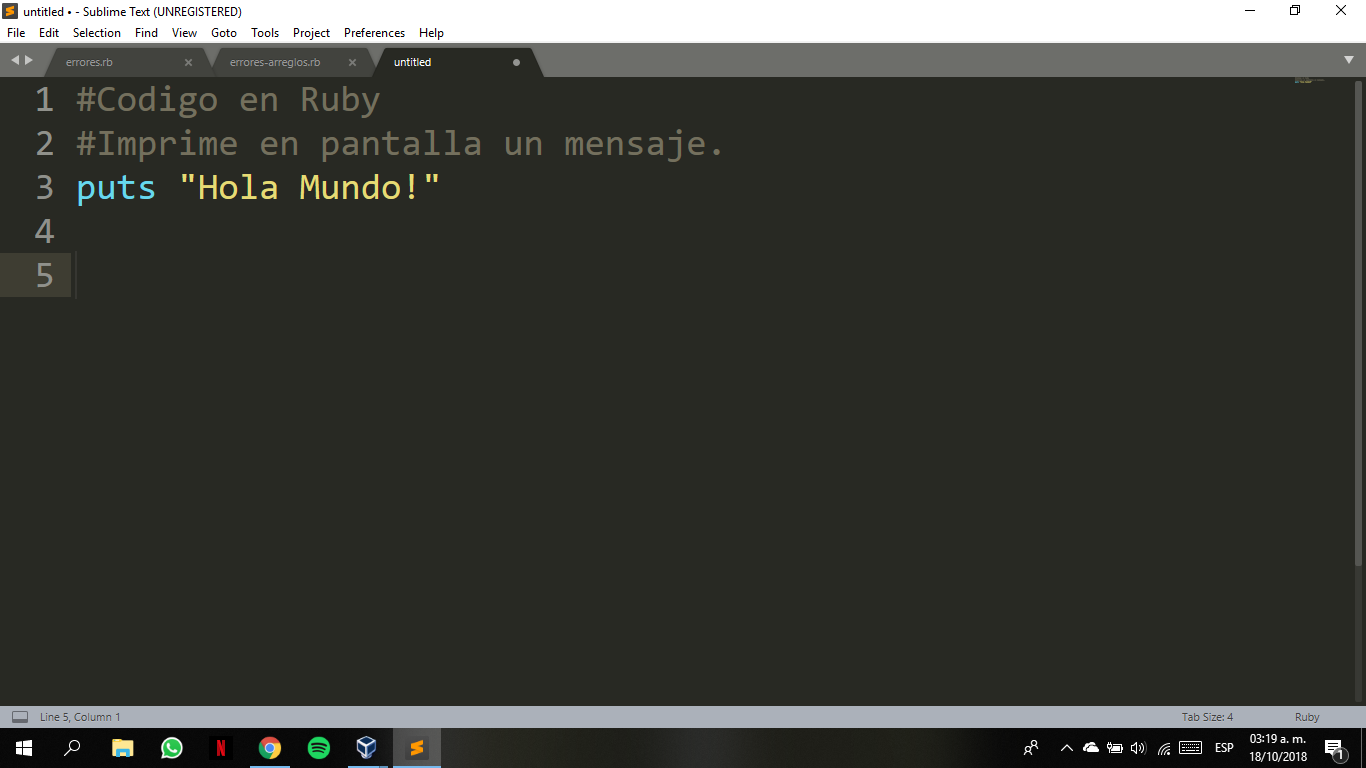 untitled • - Sublime Text (UNREGISTERED)
File Edit Selection Find View Goto Tools Project Preferences Help
errores.rb errores-arreglos.rb untitled
1 #Codigo en Ruby
2 #Imprime en pantalla un mensaje.
3 puts "Hola Mundo!"
4
5
Line 5, Column 1 Tab Size: 4 Ruby
ESP 03:19 a. m.
18/10/2018 1